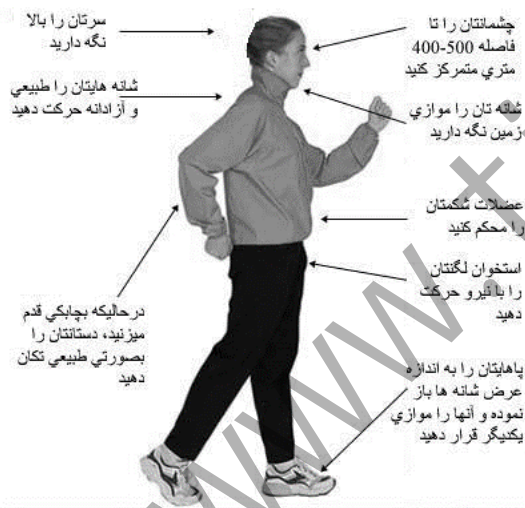 سرتان را بالا
نگه داريد
چشمانتان را تا
فاصله 500-400
متري متمركز كنيد
شانه هايتان را طبيعي
و آزادانه حركت دهيد
شانه تان را موازي
زمين نگه داريد
عضلات شكمتان
را محكم كنيد
استخوان لگنتان
را با نيرو حركت
دهيد
درحاليكه بچابكي قدم
ميزنيد، دستانتان را
بصورتي طبيعي تكان
دهيد
پاهايتان را به اندازه
عرض شانه ها باز
نموده و آنها را موازي
يكديگر قرار دهيد
www.t